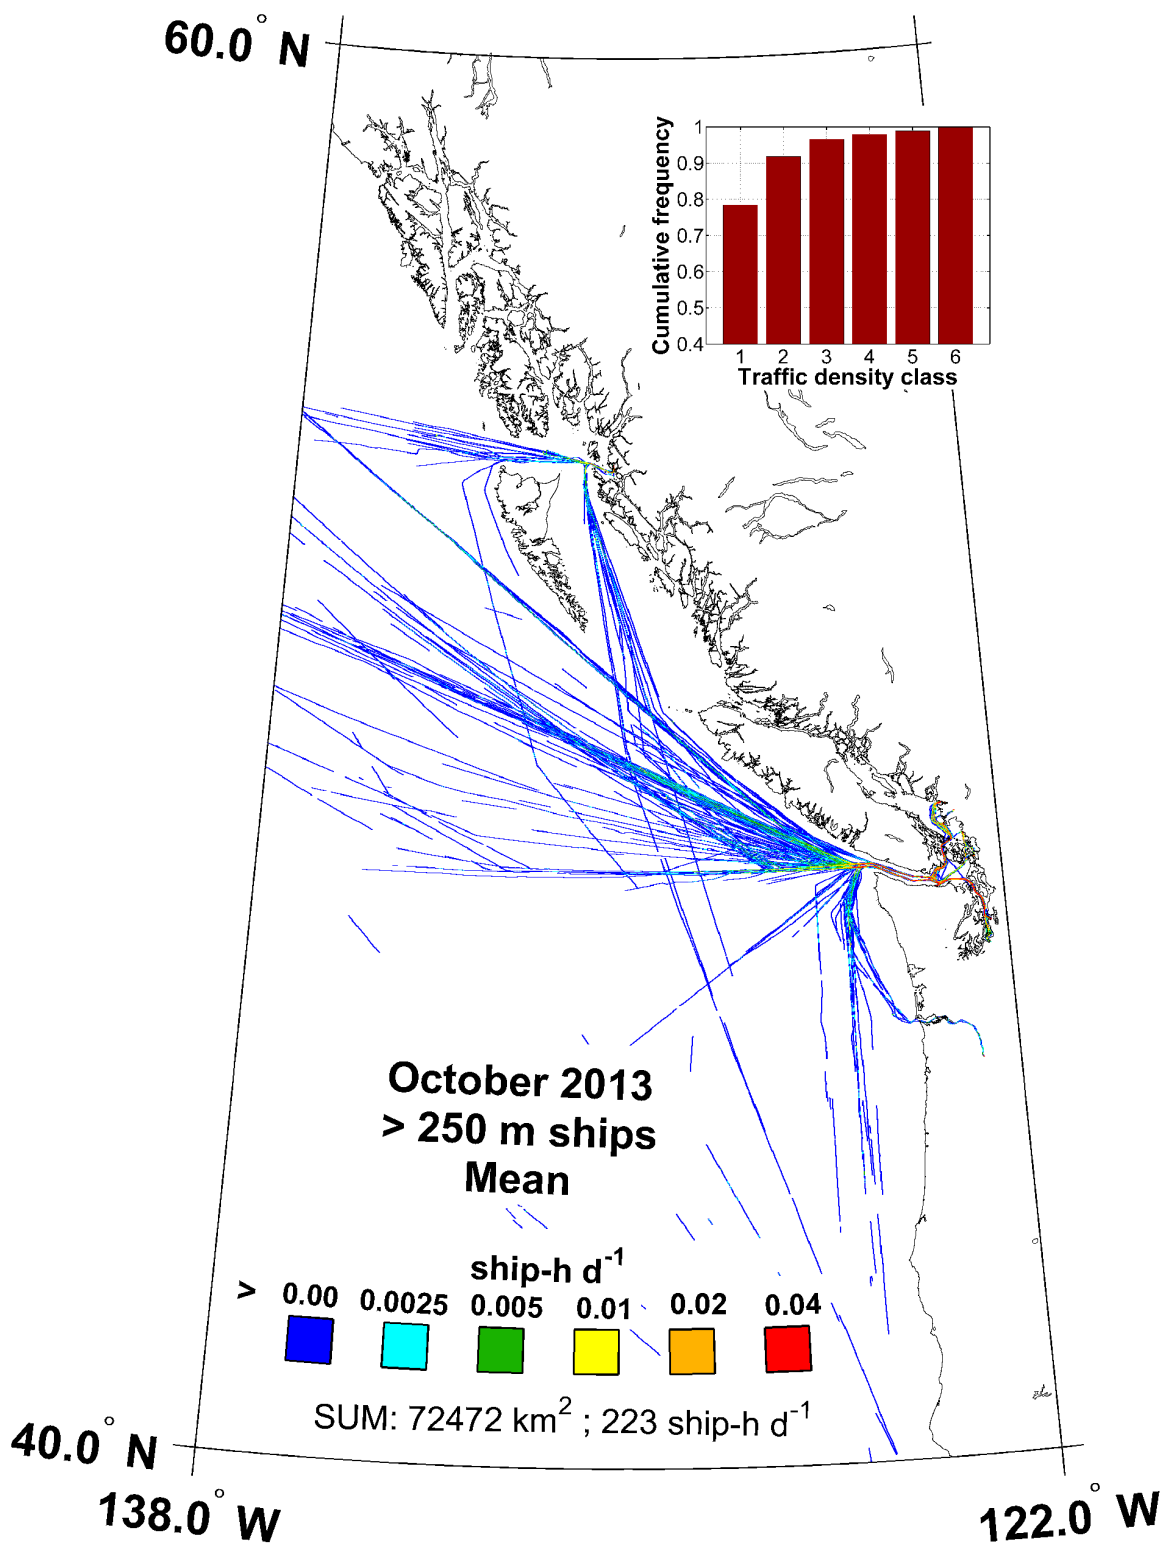 60.0° N
Cumulative frequency
1
0.9
0.8
0.7
0.6
0.5
0.4
1 2 3 4 5 6
Traffic density class
October 2013
> 250 m ships
Mean
ship-h d⁻¹
> 0.00 0.0025 0.005 0.01 0.02 0.04
SUM: 72472 km² ; 223 ship-h d⁻¹
40.0° N
138.0° W
122.0° W